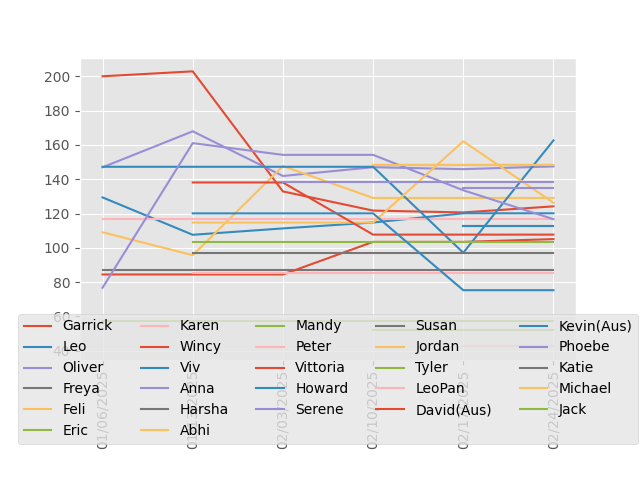 200
180
160
140
120
100
80
60
40
Garrick Karen Mandy Susan Kevin(Aus)
Leo Wincy Peter Jordan Phoebe
Oliver Viv Vittoria Tyler Katie
Freya Anna Howard LeoPan Michael
Feli Harsha Serene David(Aus) Jack
Eric Abhi
01/06/2025
02/03/2025
02/10/2025
02/24/2025